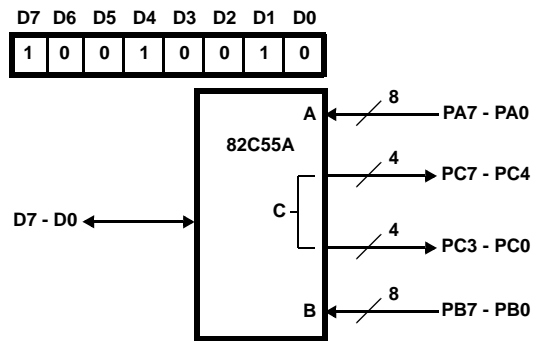 D7 D6 D5 D4 D3 D2 D1 D0
1 0 0 1 0 0 1 0
A 8 PA7 - PA0
82C55A
4 PC7 - PC4
C
D7 - D0
4 PC3 - PC0
B 8 PB7 - PB0